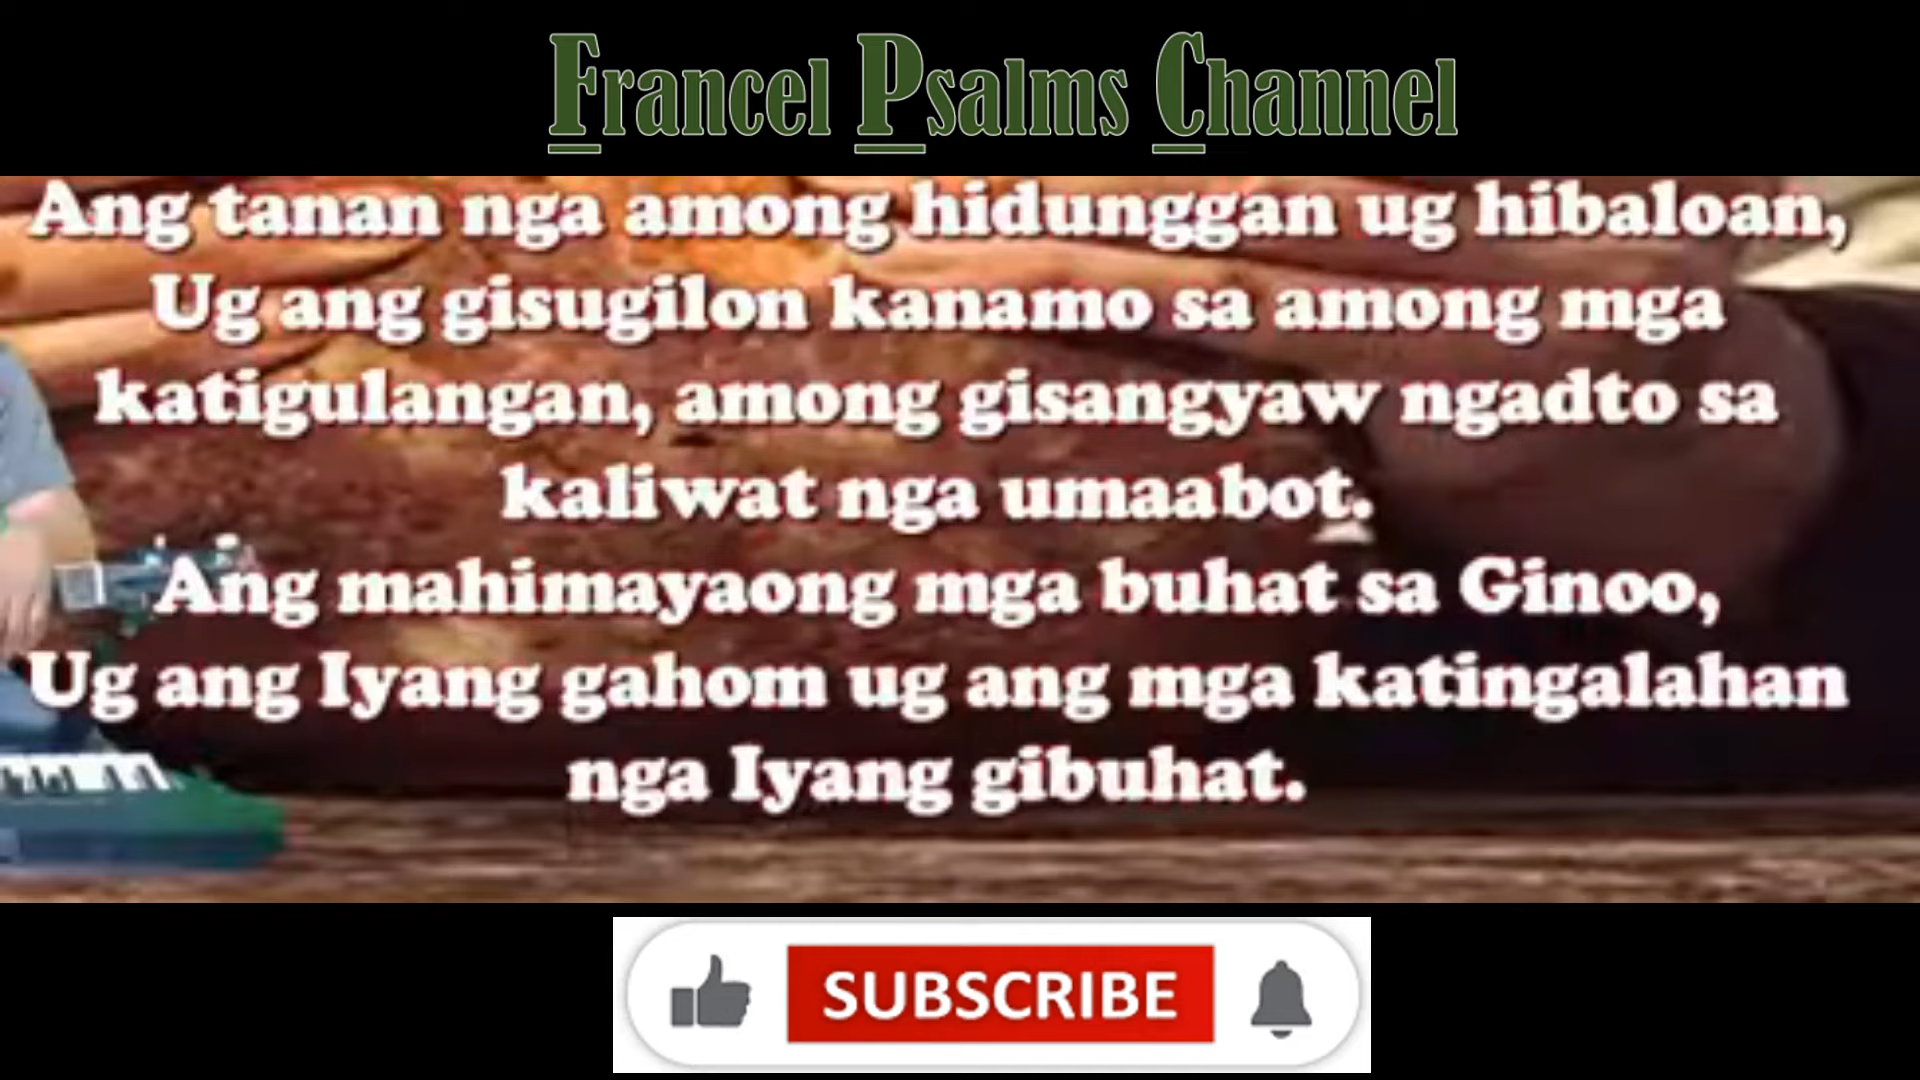 Francel Psalms Channel
Ang tanan nga among hidunggan ug hibaloan,
Ug ang gisugilon kanamo sa among mga
katigulangan, among gisangyaw ngadto sa
kaliwat nga umaabot.
Ang mahimayaong mga buhat sa Ginoo,
Ug ang Iyang gahom ug ang mga katingalahan
nga Iyang gibuhat.
SUBSCRIBE